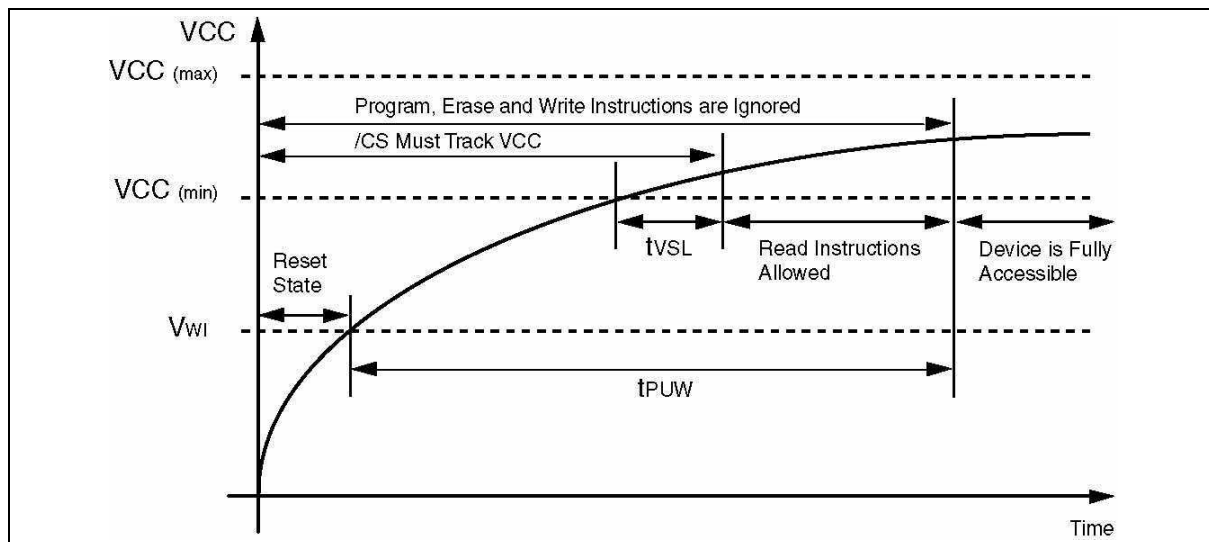 VCC
VCC (max)
Program, Erase and Write Instructions are Ignored
/CS Must Track VCC
VCC (min)
tVSL
Read Instructions
Allowed
Device is Fully
Accessible
Reset
State
VWI
tPUW
Time